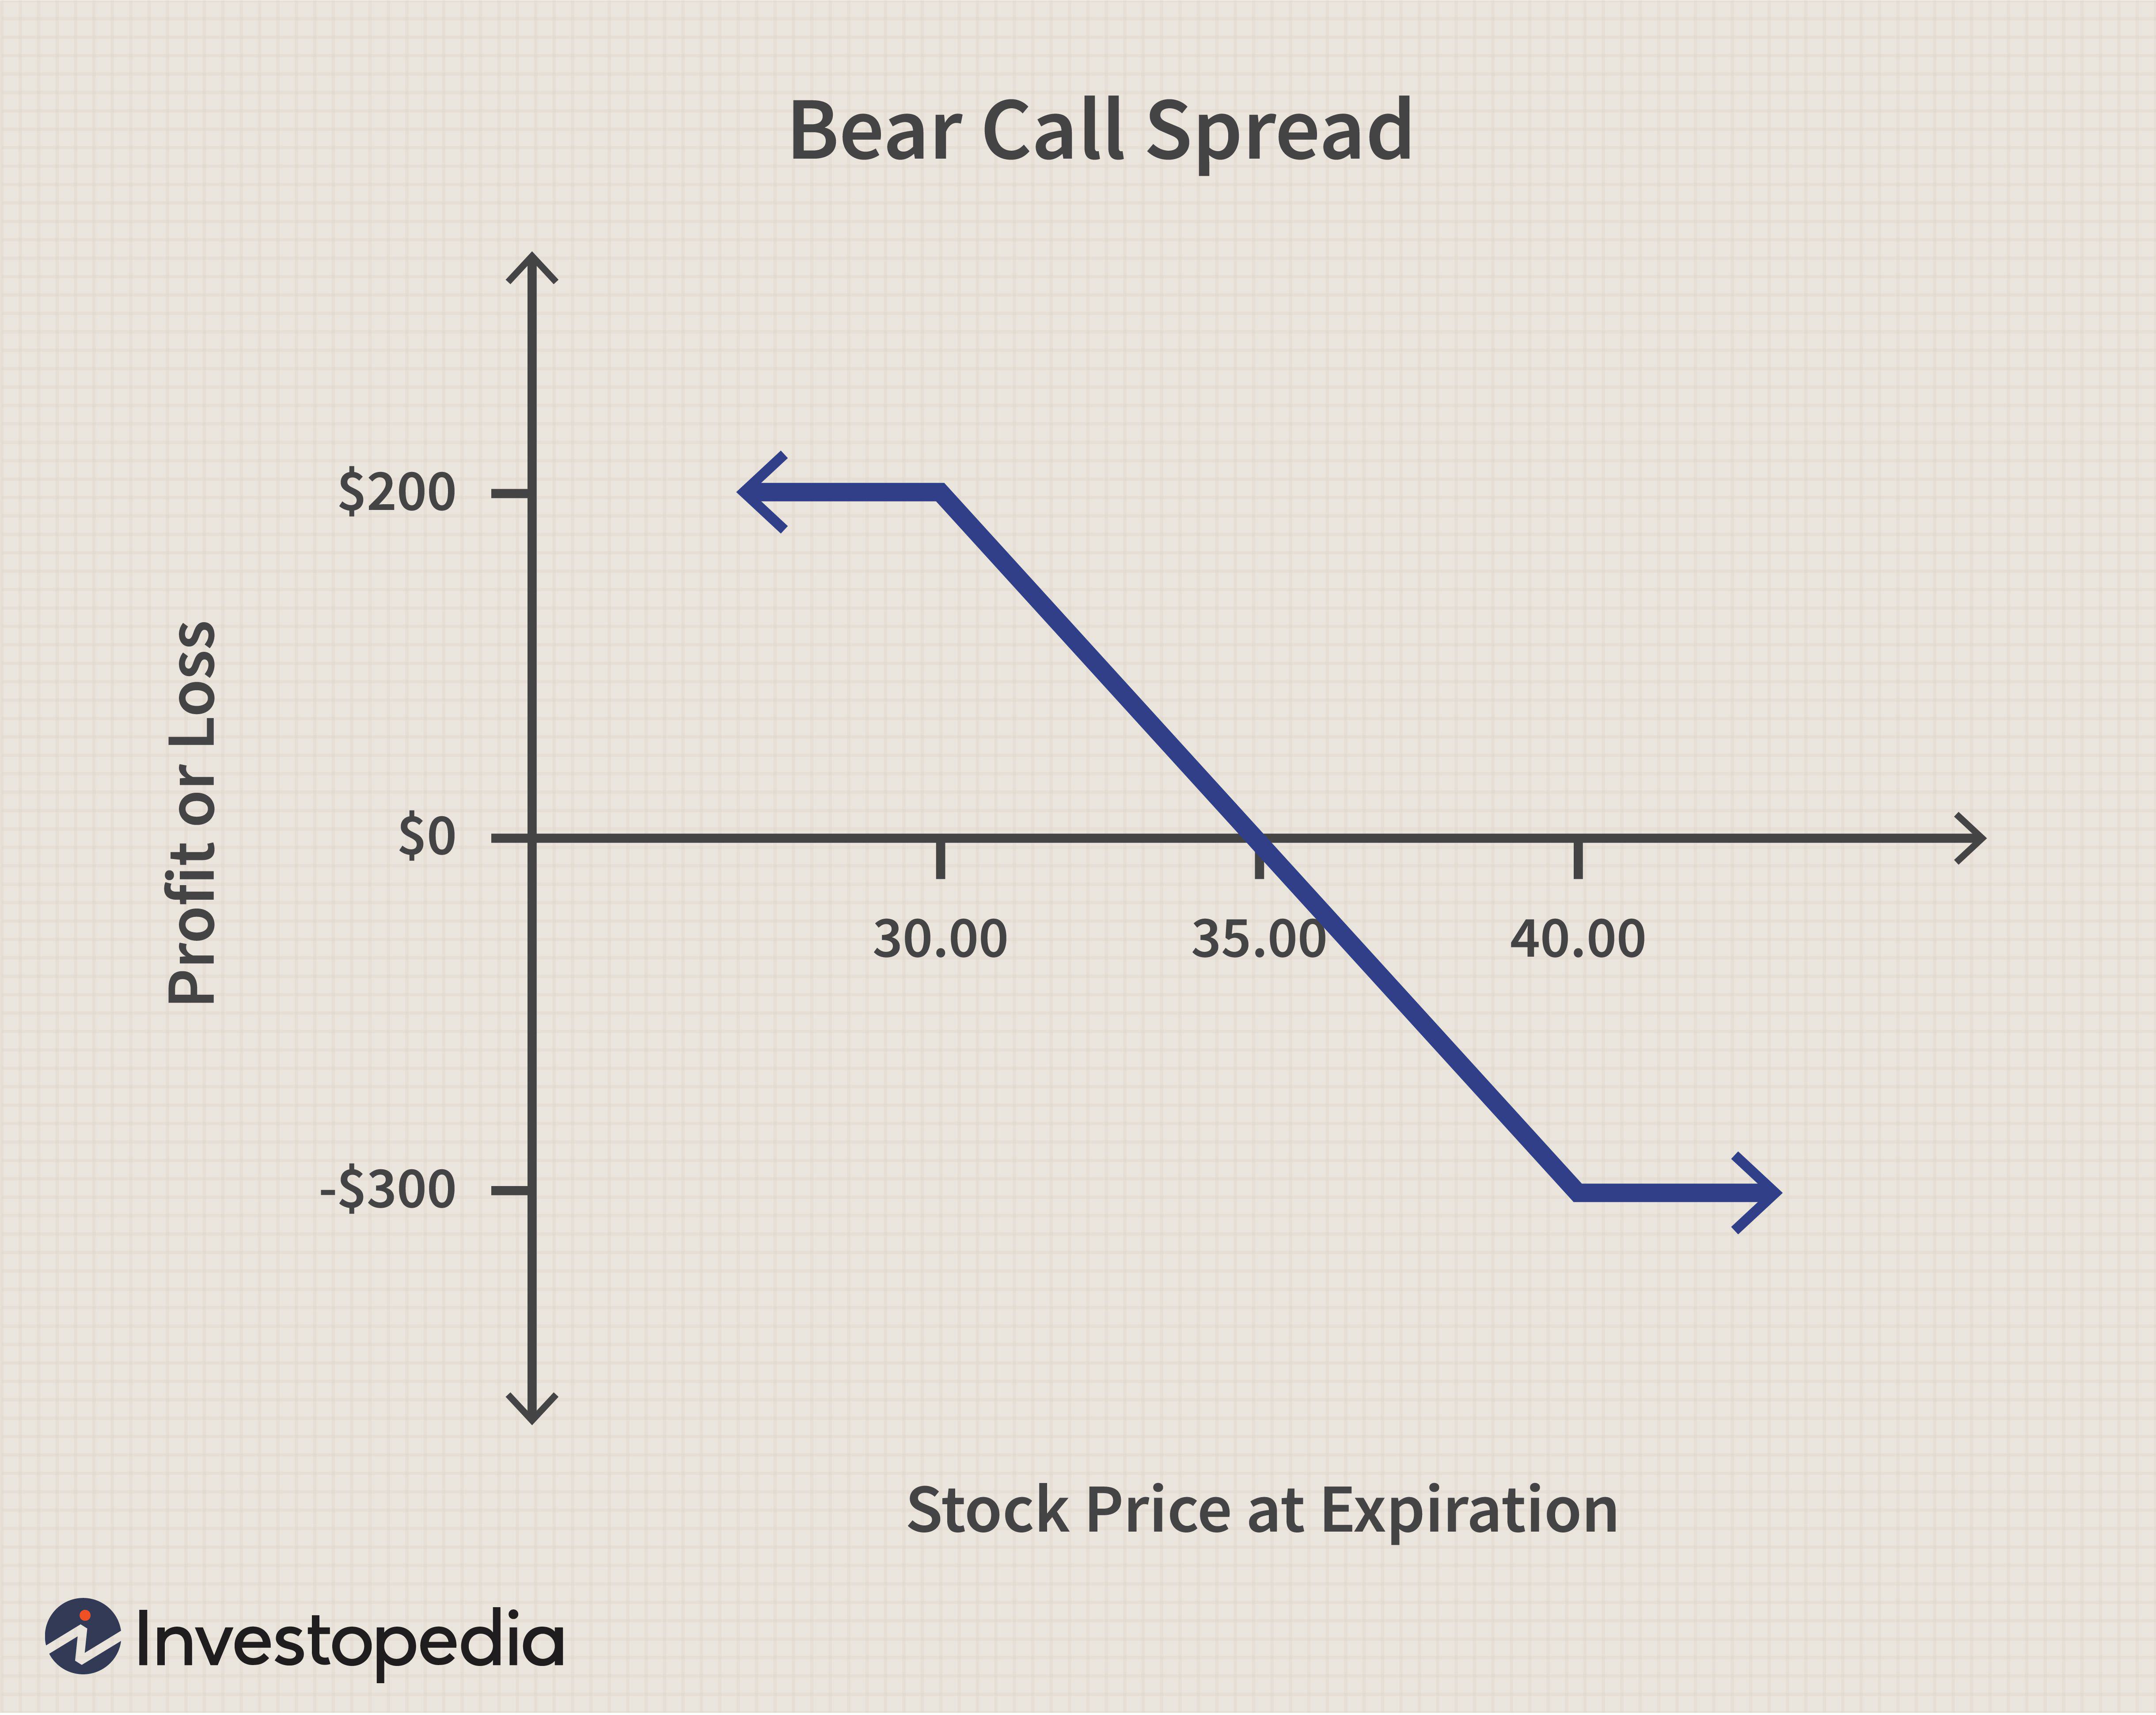 Bear Call Spread
$200
$0
-$300
Profit or Loss
30.00
35.00
40.00
Stock Price at Expiration
Investopedia